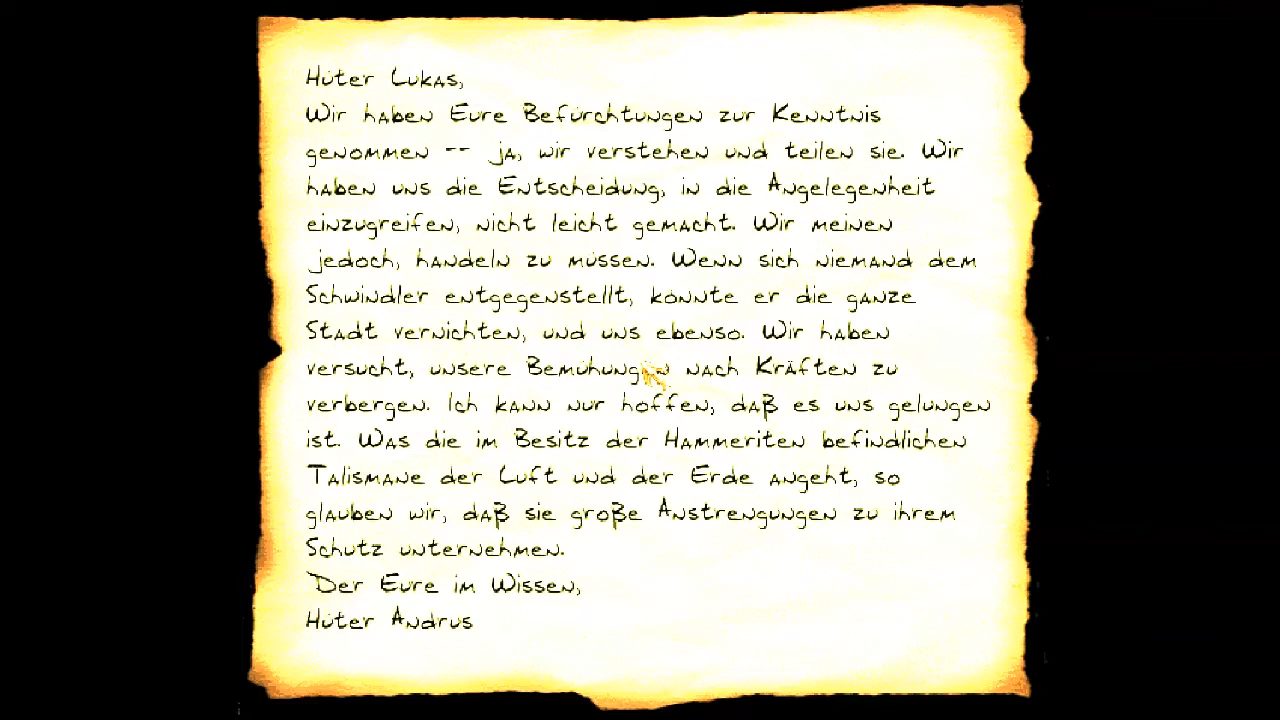 Hüter Lukas,
Wir haben Eure Befürchtungen zur Kenntnis
genommen -- ja, wir verstehen und teilen sie. Wir
haben uns die Entscheidung, in die Angelegenheit
einzugreifen, nicht leicht gemacht. Wir meinen
jedoch, handeln zu müssen. Wenn sich niemand dem
Schwindler entgegenstellt, könnte er die ganze
Stadt vernichten, und uns ebenso. Wir haben
versucht, unsere Bemühungen nach Kräften zu
verbergen. Ich kann nur hoffen, daß es uns gelungen
ist. Was die im Besitz der Hammeriten befindlichen
Talismane der Luft und der Erde angeht, so
glauben wir, daß sie große Anstrengungen zu ihrem
Schutz unternehmen.
Der Eure im Wissen,
Hüter Andrus